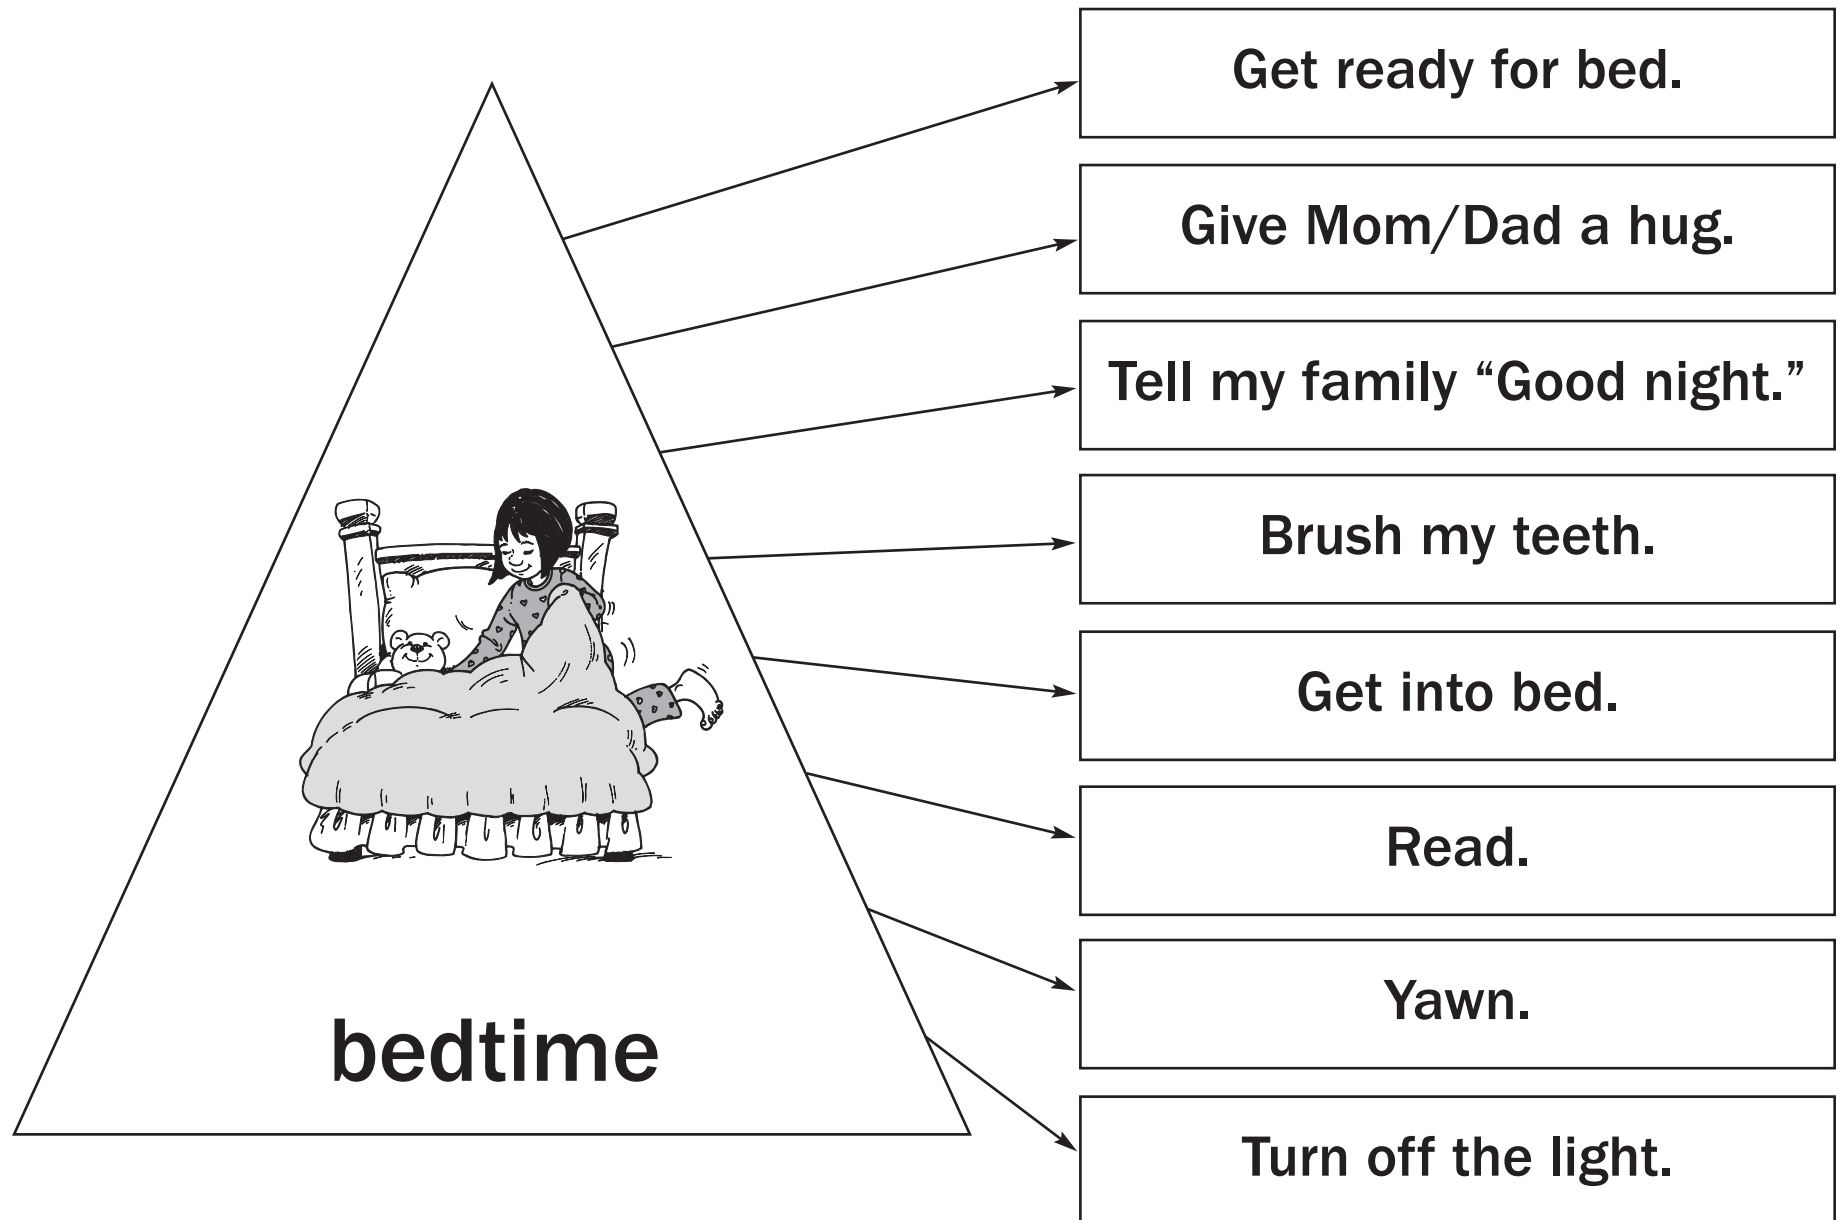 Get ready for bed.
Give Mom/Dad a hug.
Tell my family “Good night.”
Brush my teeth.
Get into bed.
Read.
Yawn.
Turn off the light.
bedtime